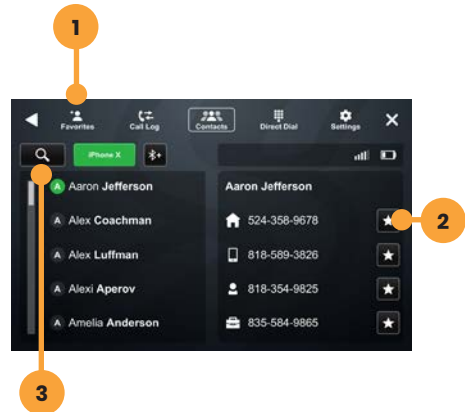 1
Favorites Call Log Contacts Direct Dial Settings
iPhone X
A Aaron Jefferson
Aaron Jefferson
A Alex Coachman
524-358-9678
2
A Alex Luffman
818-589-3826
A Alexi Aperov
818-354-9825
A Amelia Anderson
835-584-9865
3